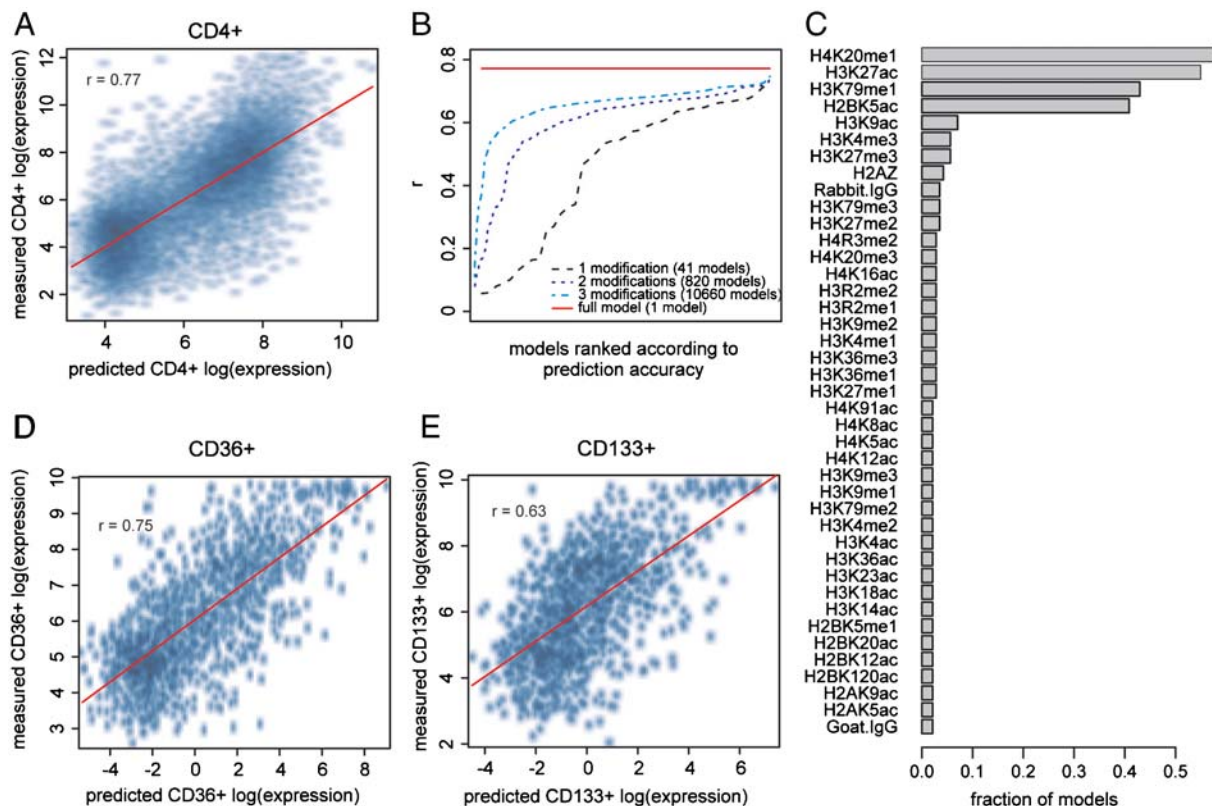 A
CD4+
r = 0.77
measured CD4+ log(expression)
12
10
8
6
4
2
4
6
8
10
predicted CD4+ log(expression)
B
0.8
0.6
0.4
0.2
0
r
1 modification (41 models)
2 modifications (820 models)
3 modifications (10660 models)
full model (1 model)
models ranked according to
prediction accuracy
C
H4K20me1
H3K27ac
H3K79me1
H2BK5ac
H3K9ac
H3K4me3
H3K27me3
H2AZ
Rabbit.IgG
H3K79me3
H3K27me2
H4R3me2
H4K20me3
H4K16ac
H3R2me2
H3R2me1
H3K9me2
H3K4me1
H3K36me3
H3K36me1
H3K27me1
H4K91ac
H4K8ac
H4K5ac
H4K12ac
H3K9me3
H3K9me1
H3K79me2
H3K4me2
H3K4ac
H3K36ac
H3K23ac
H3K18ac
H3K14ac
H2BK5me1
H2BK20ac
H2BK12ac
H2BK120ac
H2AK9ac
H2AK5ac
Goat.IgG
0.0
0.1
0.2
0.3
0.4
0.5
fraction of models
D
CD36+
r = 0.75
measured CD36+ log(expression)
10
9
8
7
6
5
4
3
-4
-2
0
2
4
6
8
predicted CD36+ log(expression)
E
CD133+
r = 0.63
measured CD133+ log(expression)
10
8
6
4
2
-4
-2
0
2
4
6
predicted CD133+ log(expression)